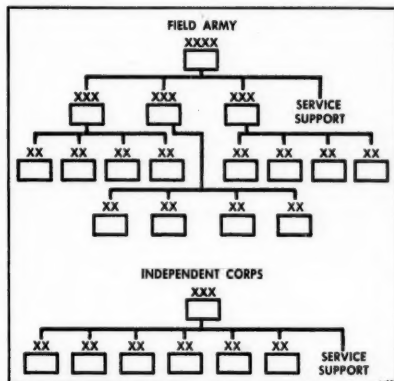 FIELD ARMY
XXXX
XXX XXX XXX
SERVICE
SUPPORT
XX XX XX XX XX XX XX XX
XX XX XX XX
INDEPENDENT CORPS
XXX
XX XX XX XX XX XX
SERVICE
SUPPORT